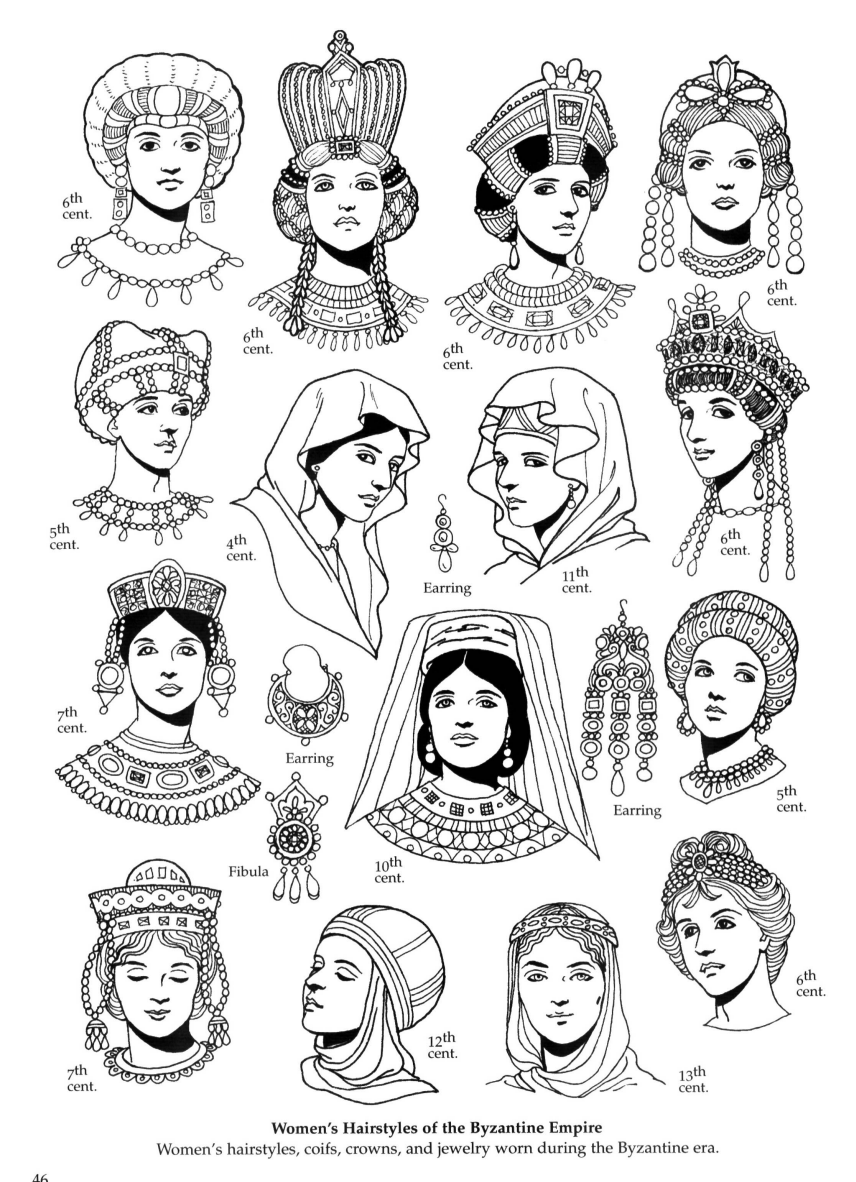 6th
cent.
6th
cent.
6th
cent.
6th
cent.
5th
cent.
4th
cent.
Earring
11th
cent.
6th
cent.
7th
cent.
Earring
Fibula
10th
cent.
Earring
5th
cent.
7th
cent.
12th
cent.
13th
cent.
6th
cent.
Women's Hairstyles of the Byzantine Empire
Women's hairstyles, coifs, crowns, and jewelry worn during the Byzantine era.
46